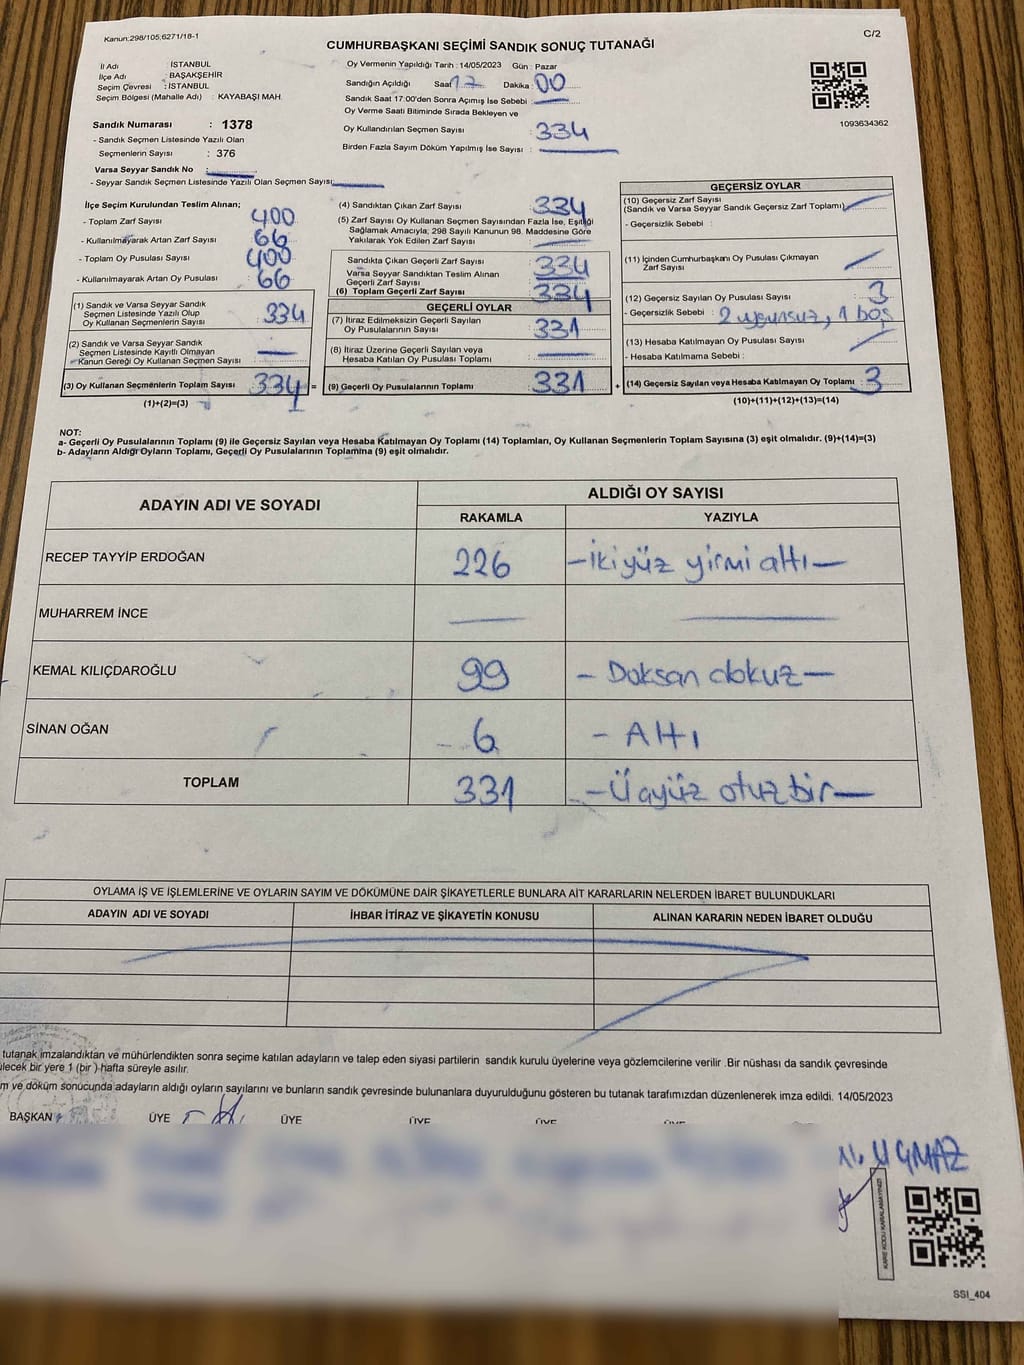 Kanun:298/105;6271/18-1
C/2
CUMHURBAŞKANI SEÇİMİ SANDIK SONUÇ TUTANAĞI
İl Adı : İSTANBUL
İlçe Adı : BAŞAKŞEHİR
Seçim Çevresi : İSTANBUL
Seçim Bölgesi (Mahalle Adı) : KAYABAŞI MAH.
Sandık Numarası : 1378
- Sandık Seçmen Listesinde Yazılı Olan
Seçmenlerin Sayısı : 376
Varsa Seyyar Sandık No :
- Seyyar Sandık Seçmen Listesinde Yazılı Olan Seçmen Sayısı:
Oy Vermenin Yapıldığı Tarih : 14/05/2023 Gün : Pazar
Sandığın Açıldığı Saat 17 Dakika : 00
Sandık Saat 17:00'den Sonra Açımış İse Sebebi :
Oy Verme Saati Bitiminde Sırada Bekleyen ve
Oy Kullandırılan Seçmen Sayısı : 334
Birden Fazla Sayım Döküm Yapılmış İse Sayısı :
1093634362
İlçe Seçim Kurulundan Teslim Alınan;
- Toplam Zarf Sayısı : 400
- Kullanılmayarak Artan Zarf Sayısı : 66
- Toplam Oy Pusulası Sayısı : 400
- Kullanılmayarak Artan Oy Pusulası : 66
(1) Sandık ve Varsa Seyyar Sandık
Seçmen Listesinde Yazılı Olup
Oy Kullanan Seçmenlerin Sayısı : 334
(2) Sandık ve Varsa Seyyar Sandık
Seçmen Listesinde Kayıtlı Olmayan
Kanun Gereği Oy Kullanan Seçmen Sayısı :
(3) Oy Kullanan Seçmenlerin Toplam Sayısı : 334 =
(1)+(2)=(3)
(4) Sandıktan Çıkan Zarf Sayısı : 334
(5) Zarf Sayısı Oy Kullanan Seçmen Sayısından Fazla İse, Eşitliği
Sağlamak Amacıyla; 298 Sayılı Kanunun 98. Maddesine Göre
Yakılarak Yok Edilen Zarf Sayısı :
Sandıkta Çıkan Geçerli Zarf Sayısı : 334
Varsa Seyyar Sandıktan Teslim Alınan
Geçerli Zarf Sayısı :
(6) Toplam Geçerli Zarf Sayısı : 334
GEÇERLİ OYLAR
(7) İtiraz Edilmeksizin Geçerli Sayılan
Oy Pusulalarının Sayısı : 331
(8) İtiraz Üzerine Geçerli Sayılan veya
Hesaba Katılan Oy Pusulası Toplamı :
(9) Geçerli Oy Pusulalarının Toplamı : 331 +
GEÇERSİZ OYLAR
(10) Geçersiz Zarf Sayısı
(Sandık ve Varsa Seyyar Sandık Geçersiz Zarf Toplamı) :
- Geçersizlik Sebebi :
(11) İçinden Cumhurbaşkanı Oy Pusulası Çıkmayan
Zarf Sayısı :
(12) Geçersiz Sayılan Oy Pusulası Sayısı : 3
- Geçersizlik Sebebi : 2 uygunsuz, 1 boş
(13) Hesaba Katılmayan Oy Pusulası Sayısı :
- Hesaba Katılmama Sebebi :
(14) Geçersiz Sayılan veya Hesaba Katılmayan Oy Toplamı : 3
(10)+(11)+(12)+(13)=(14)
NOT:
a- Geçerli Oy Pusulalarının Toplamı (9) ile Geçersiz Sayılan veya Hesaba Katılmayan Oy Toplamı (14) Toplamları, Oy Kullanan Seçmenlerin Toplam Sayısına (3) eşit olmalıdır. (9)+(14)=(3)
b- Adayların Aldığı Oyların Toplamı, Geçerli Oy Pusulalarının Toplamına (9) eşit olmalıdır.
ADAYIN ADI VE SOYADI
ALDIĞI OY SAYISI
RAKAMLA YAZIYLA
RECEP TAYYİP ERDOĞAN 226 -İkiyüz yirmi altı-
MUHARREM İNCE
KEMAL KILIÇDAROĞLU 99 - Doksan dokuz-
SİNAN OĞAN - 6 - Altı
TOPLAM 331 -Üçyüz otuz bir-
OYLAMA İŞ VE İŞLEMLERİNE VE OYLARIN SAYIM VE DÖKÜMÜNE DAİR ŞİKAYETLERLE BUNLARA AİT KARARLARIN NELERDEN İBARET BULUNDUKLARI
ADAYIN ADI VE SOYADI İHBAR İTİRAZ VE ŞİKAYETİN KONUSU ALINAN KARARIN NEDEN İBARET OLDUĞU
tutanak imzalandıktan ve mühürlendikten sonra seçime katılan adayların ve talep eden siyasi partilerin sandık kurulu üyelerine veya gözlemcilerine verilir .Bir nüshası da sandık çevresinde
ilecek bir yere 1 (bir ) hafta süreyle asılır.
m ve döküm sonucunda adayların aldığı oyların sayılarını ve bunların sandık çevresinde bulunanlara duyurulduğunu gösteren bu tutanak tarafımızdan düzenlenerek imza edildi. 14/05/2023
BAŞKAN ÜYE ÜYE ÜYE ÜYE ÜYE
KARE KODU KARALAMAYINIZ!
SSI_404